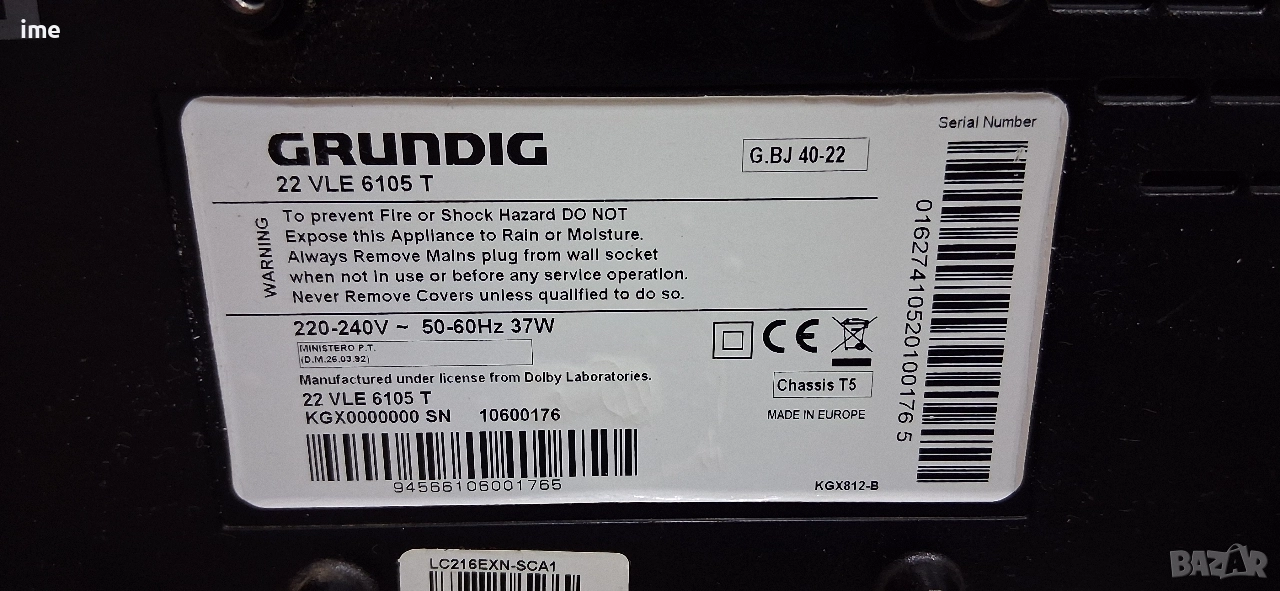 ime
GRUNDIG
22 VLE 6105 T
G.BJ 40-22
Serial Number
WARNING
To prevent Fire or Shock Hazard DO NOT
Expose this Appliance to Rain or Moisture.
Always Remove Mains plug from wall socket
when not in use or before any service operation.
Never Remove Covers unless qualified to do so.
220-240V ~ 50-60Hz 37W
MINISTERO P.T.
(D.M.26.03.92)
Manufactured under license from Dolby Laboratories.
22 VLE 6105 T
KGX0000000 SN 10600176
94566106001765
CE
Chassis T5
MADE IN EUROPE
KGX812-B
01627410520100176 5
LC216EXN-SCA1
BAZAR